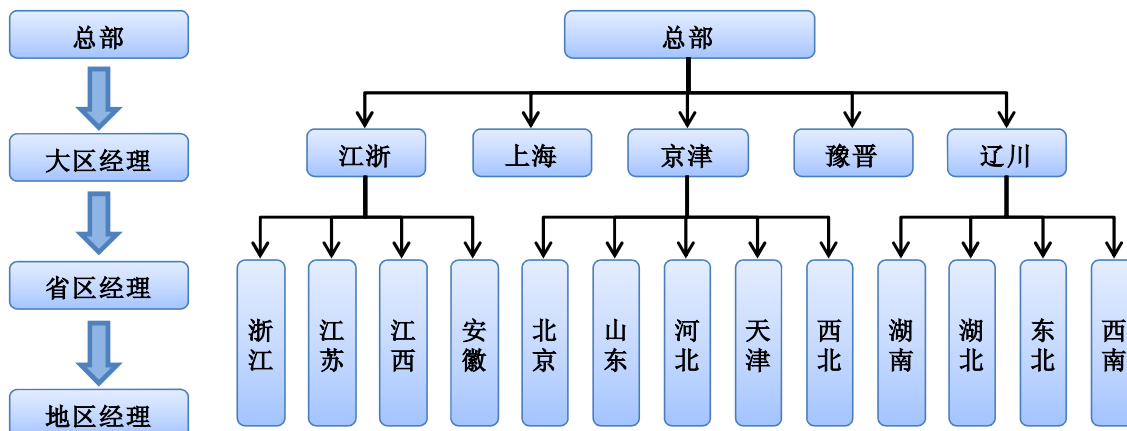 总部
总部
大区经理
江浙
上海
京津
豫晋
辽川
省区经理
浙江
江苏
江西
安徽
北京
山东
河北
天津
西北
湖南
湖北
东北
西南
地区经理